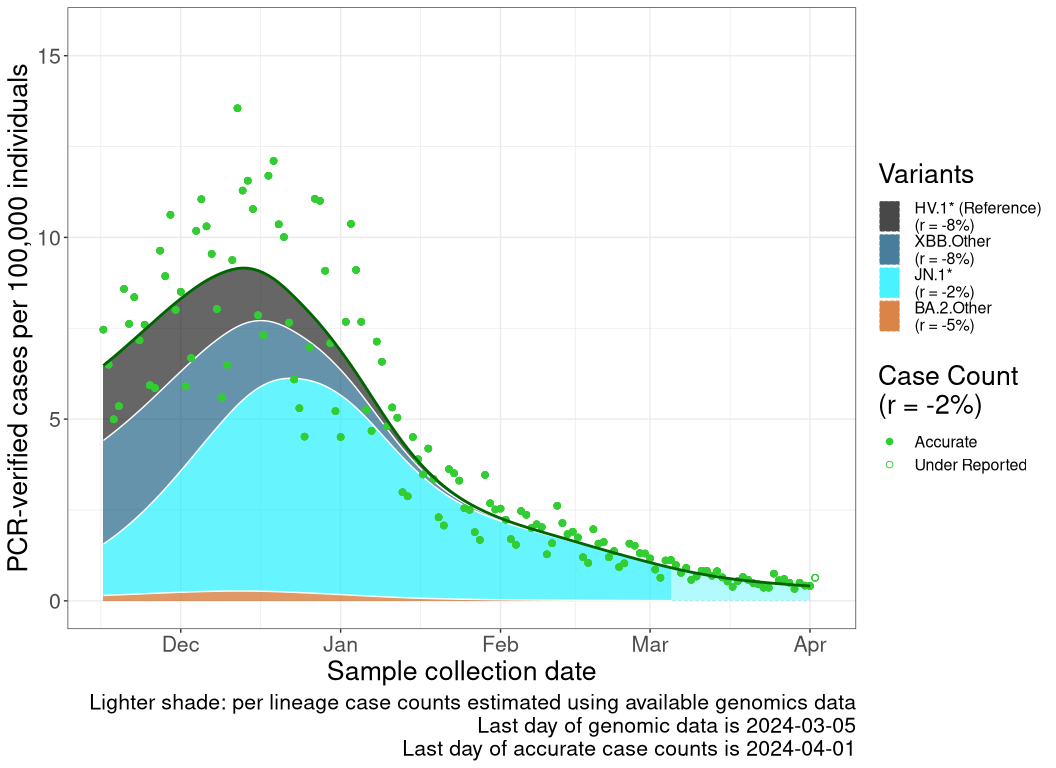 PCR-verified cases per 100,000 individuals
15
10
5
0
Dec
Jan
Feb
Mar
Apr
Sample collection date
Lighter shade: per lineage case counts estimated using available genomics data
Last day of genomic data is 2024-03-05
Last day of accurate case counts is 2024-04-01
Variants
HV.1* (Reference)
(r = -8%)
XBB.Other
(r = -8%)
JN.1*
(r = -2%)
BA.2.Other
(r = -5%)
Case Count
(r = -2%)
Accurate
Under Reported